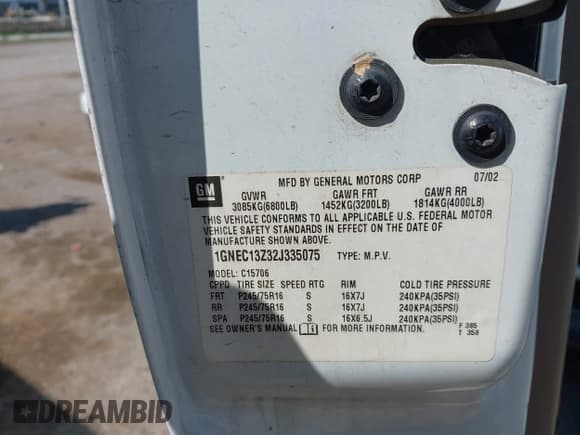 GM
MFD BY GENERAL MOTORS CORP 07/02
GVWR GAWR FRT GAWR RR
3085KG(6800LB) 1452KG(3200LB) 1814KG(4000LB)
THIS VEHICLE CONFORMS TO ALL APPLICABLE U.S. FEDERAL MOTOR
VEHICLE SAFETY STANDARDS IN EFFECT ON THE DATE OF
MANUFACTURE SHOWN ABOVE.
1GNEC13Z32J335075 TYPE: M.P.V.
MODEL: C15706
CPPD TIRE SIZE SPEED RTG RIM COLD TIRE PRESSURE
FRT P245/75R16 S 16X7J 240KPA(35PSI)
RR P245/75R16 S 16X7J 240KPA(35PSI)
SPA P245/75R16 S 16X6.5J 240KPA(35PSI)
SEE OWNER'S MANUAL FOR MORE INFORMATION F 385
T 358
DREAMBID